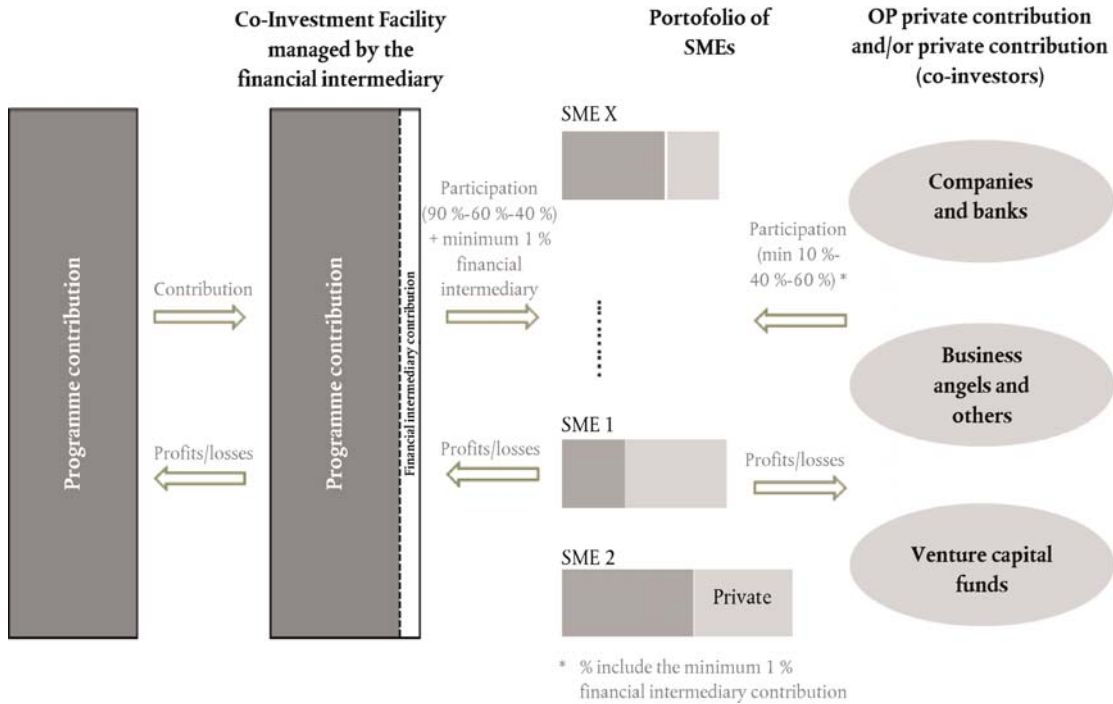 Co-Investment Facility
managed by the
financial intermediary
Portofolio of
SMEs
OP private contribution
and/or private contribution
(co-investors)
Programme contribution
Contribution
Profits/losses
Programme contribution
Financial intermediary contribution
Participation
(90 %-60 %-40 %)
+ minimum 1 %
financial
intermediary
Profits/losses
SME X
SME 1
SME 2
Private
* % include the minimum 1 %
financial intermediary contribution
Participation
(min 10 %-
40 %-60 %) *
Profits/losses
Companies
and banks
Business
angels and
others
Venture capital
funds